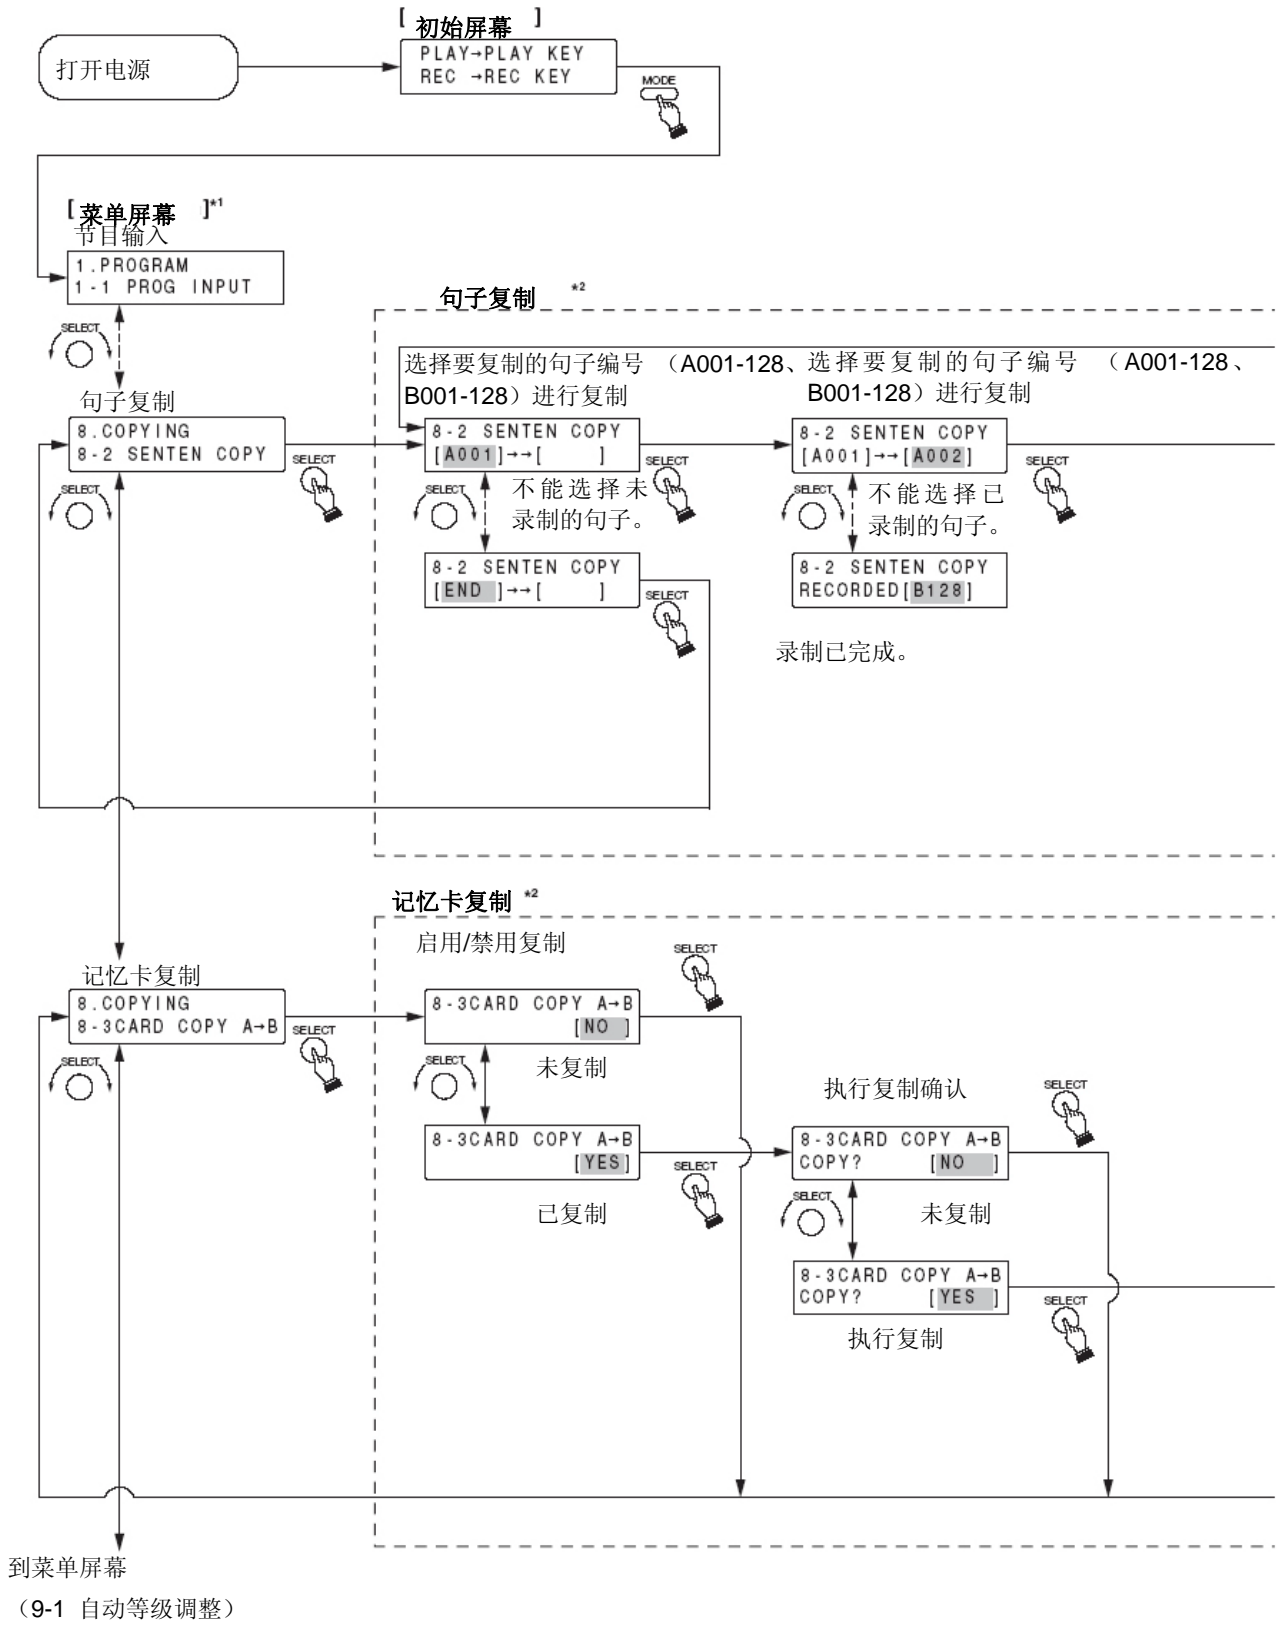 [ 初始屏幕 ]
打开电源
PLAY→PLAY KEY
REC →REC KEY
MODE
[ 菜单屏幕 ]*1
节目输入
1.PROGRAM
1-1 PROG INPUT
SELECT
句子复制 *2
选择要复制的句子编号 （A001-128、
B001-128）进行复制
选择要复制的句子编号 （A001-128、
B001-128）进行复制
句子复制
8.COPYING
8-2 SENTEN COPY
SELECT
SELECT
8-2 SENTEN COPY
[A001]→→[ ]
SELECT
SELECT
不能选择未
录制的句子。
8-2 SENTEN COPY
[A001]→→[A002]
SELECT
SELECT
不能选择已
录制的句子。
8-2 SENTEN COPY
[END ]→→[ ]
SELECT
8-2 SENTEN COPY
RECORDED[B128]
录制已完成。
记忆卡复制 *2
启用/禁用复制
SELECT
记忆卡复制
8.COPYING
8-3CARD COPY A→B
SELECT
SELECT
8-3CARD COPY A→B
[NO ]
SELECT
未复制
执行复制确认
SELECT
8-3CARD COPY A→B
[YES]
SELECT
已复制
8-3CARD COPY A→B
COPY? [NO ]
SELECT
未复制
8-3CARD COPY A→B
COPY? [YES ]
SELECT
执行复制
到菜单屏幕
（9-1 自动等级调整）